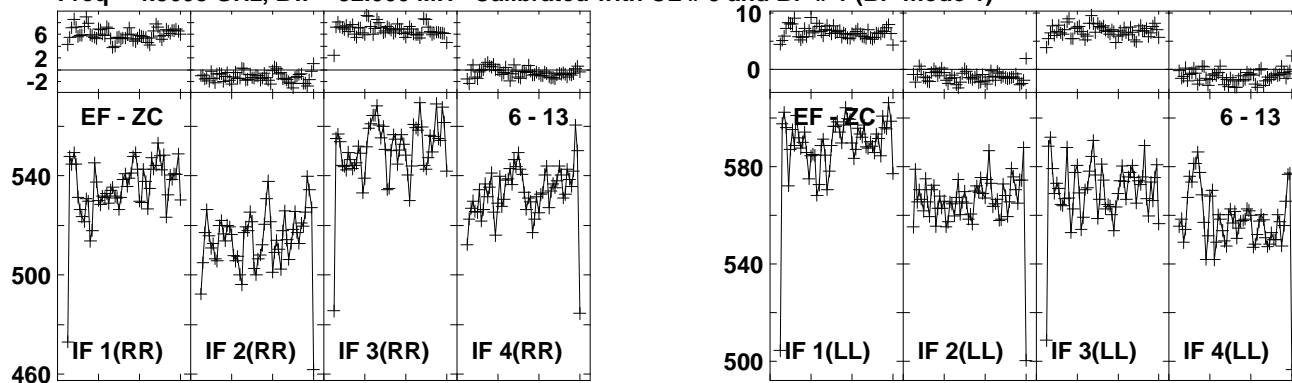 6
2
-2
EF - ZC
6 - 13
540
500
460
IF 1(RR)
IF 2(RR)
IF 3(RR)
IF 4(RR)
10
0
EF - ZC
6 - 13
580
540
500
IF 1(LL)
IF 2(LL)
IF 3(LL)
IF 4(LL)